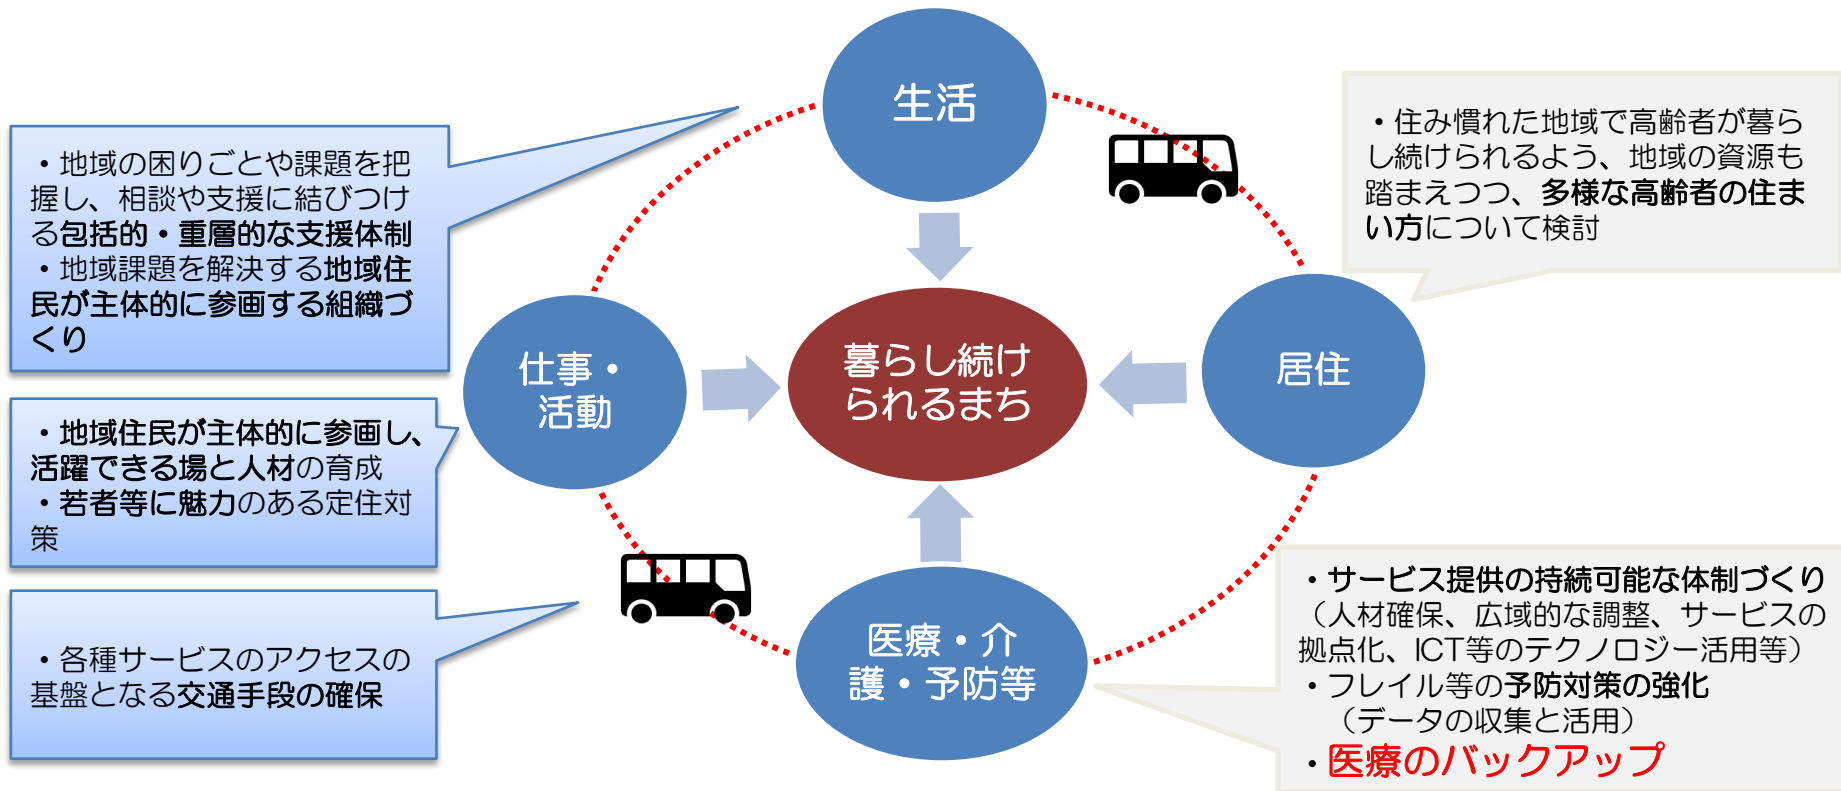 生活
・地域の困りごとや課題を把
握し、相談や支援に結びつけ
る包括的・重層的な支援体制
・地域課題を解決する地域住
民が主体的に参画する組織づ
くり
・住み慣れた地域で高齢者が暮ら
し続けられるよう、地域の資源も
踏まえつつ、多様な高齢者の住ま
い方について検討
仕事・
活動
暮らし続け
られるまち
居住
・地域住民が主体的に参画し、
活躍できる場と人材の育成
・若者等に魅力のある定住対
策
・各種サービスのアクセスの
基盤となる交通手段の確保
医療・介
護・予防等
・サービス提供の持続可能な体制づくり
（人材確保、広域的な調整、サービスの
拠点化、ICT等のテクノロジー活用等）
・フレイル等の予防対策の強化
（データの収集と活用）
・医療のバックアップ